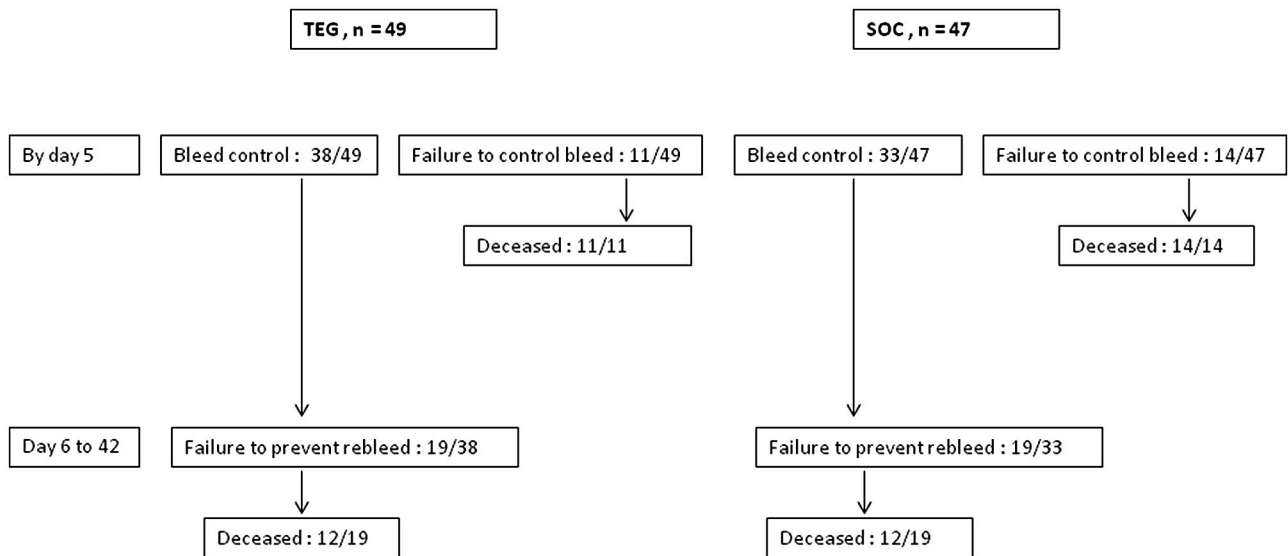 TEG , n = 49
SOC , n = 47
By day 5
Bleed control :  38/49
Failure to control bleed : 11/49
Bleed control : 33/47
Failure to control bleed : 14/47
Deceased : 11/11
Deceased : 14/14
Day 6 to 42
Failure to prevent rebleed : 19/38
Failure to prevent rebleed : 19/33
Deceased : 12/19
Deceased : 12/19